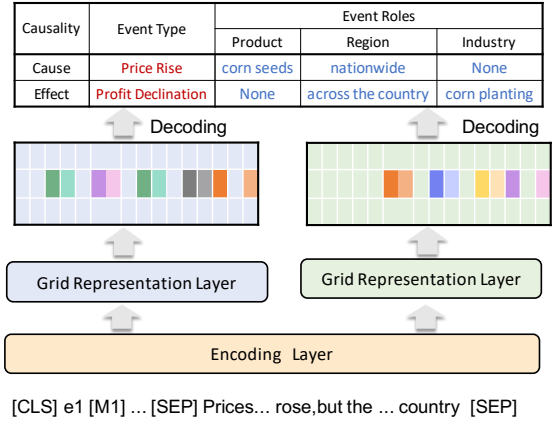 Causality Event Type Event Roles
Product Region Industry
Cause Price Rise corn seeds nationwide None
Effect Profit Declination None across the country corn planting
Decoding Decoding
Grid Representation Layer Grid Representation Layer
Encoding Layer
[CLS] e1 [M1] ... [SEP] Prices... rose,but the ... country [SEP]